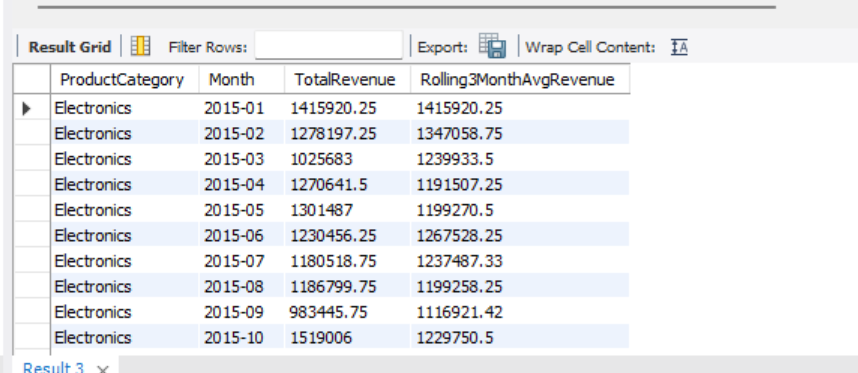 Result Grid Filter Rows: Export: Wrap Cell Content: IA
ProductCategory Month TotalRevenue Rolling3MonthAvgRevenue
Electronics 2015-01 1415920.25 1415920.25
Electronics 2015-02 1278197.25 1347058.75
Electronics 2015-03 1025683 1239933.5
Electronics 2015-04 1270641.5 1191507.25
Electronics 2015-05 1301487 1199270.5
Electronics 2015-06 1230456.25 1267528.25
Electronics 2015-07 1180518.75 1237487.33
Electronics 2015-08 1186799.75 1199258.25
Electronics 2015-09 983445.75 1116921.42
Electronics 2015-10 1519006 1229750.5
Result 3